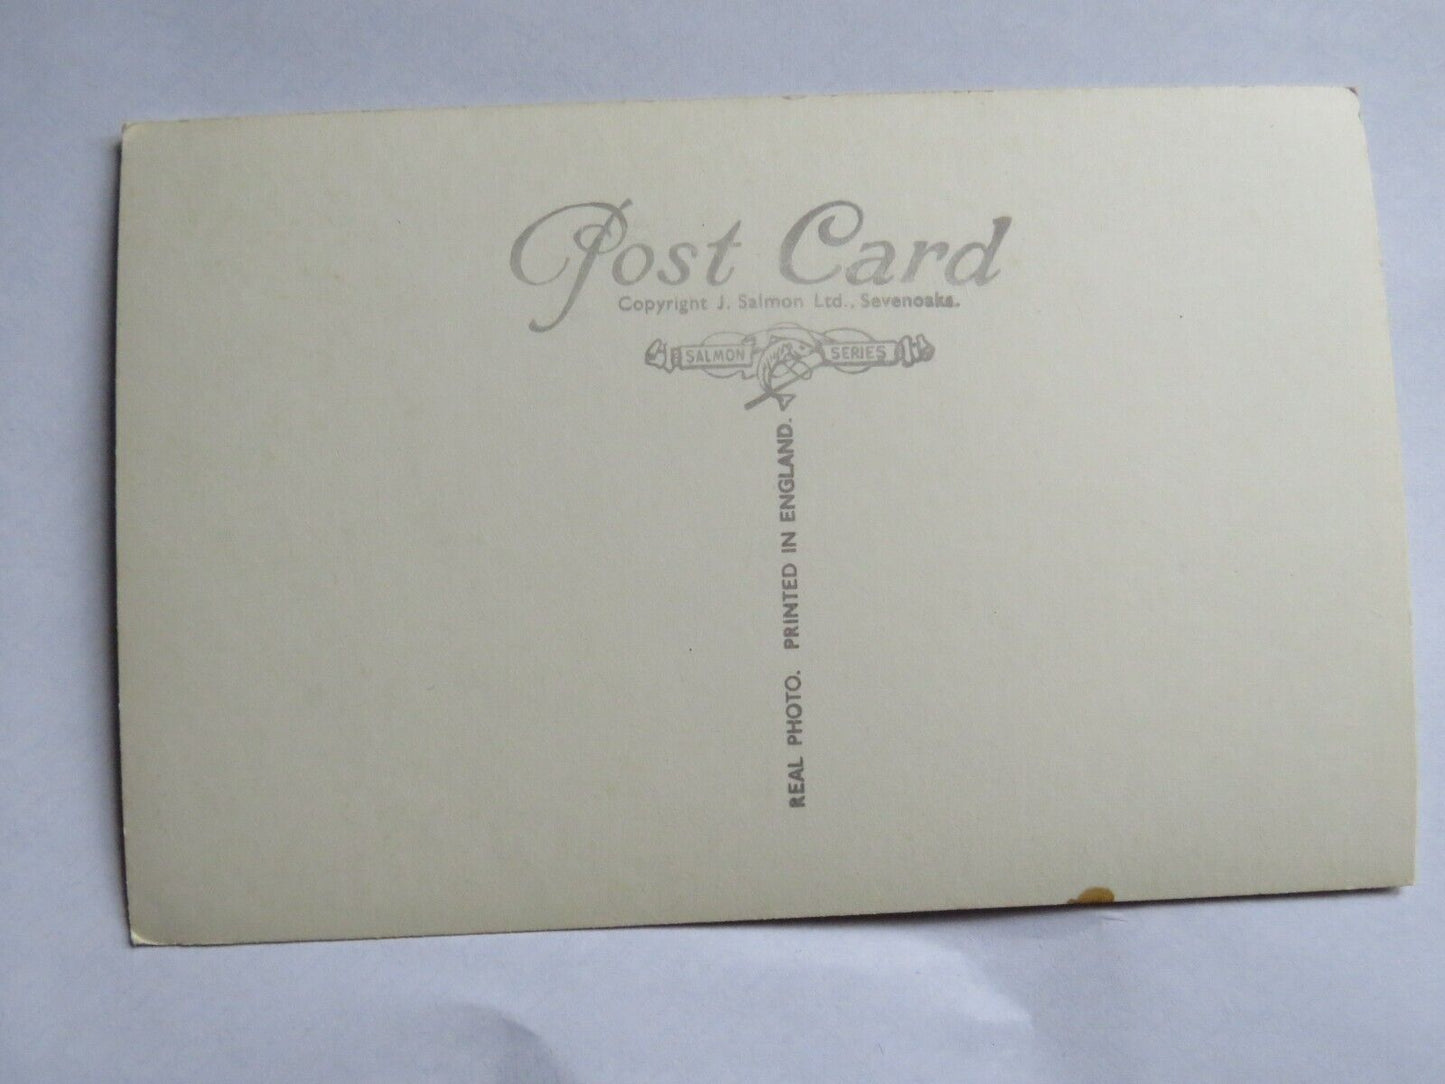 Post Card
Copyright J. Salmon Ltd., Sevenoaks.
SALMON SERIES
REAL PHOTO. PRINTED IN ENGLAND.